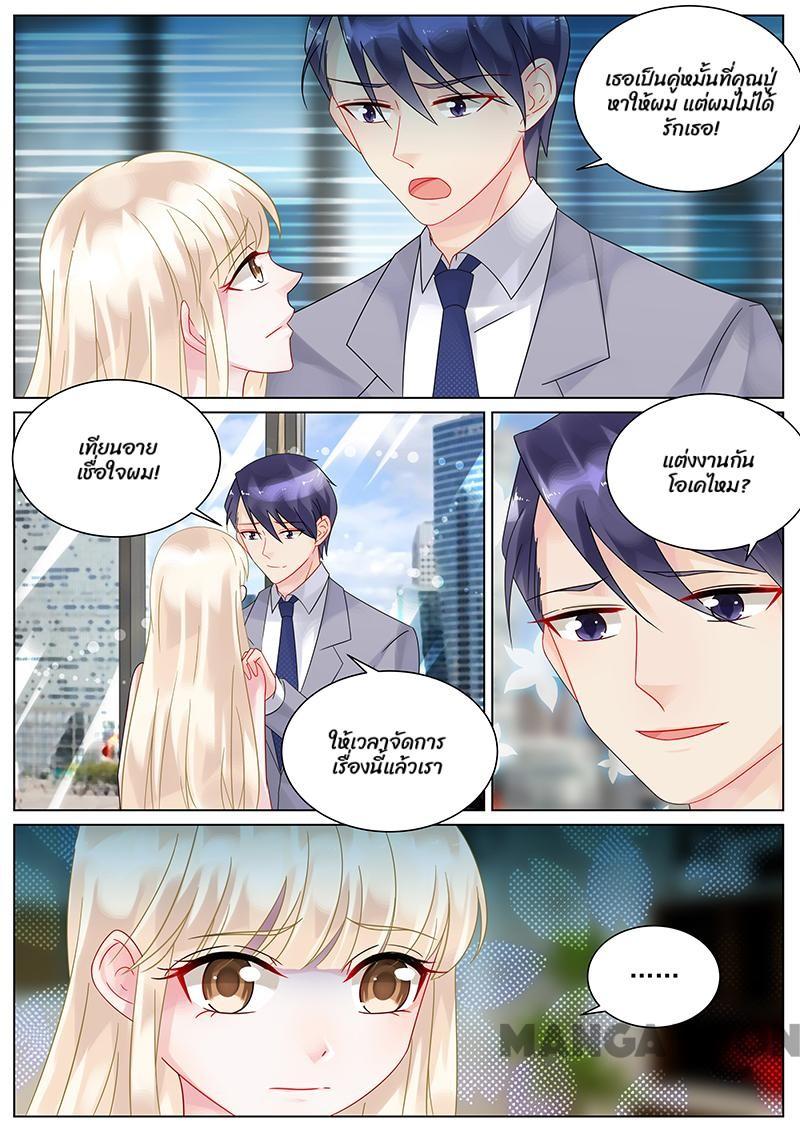 เธอเป็นคู่หมั้นที่คุณปู่
หาให้ผม แต่ผมไม่ได้
รักเธอ!
เทียนอาย
เชื่อใจผม!
ให้เวลาจัดการ
เรื่องนี้แล้วเรา
แต่งงานกัน
โอเคไหม?
......